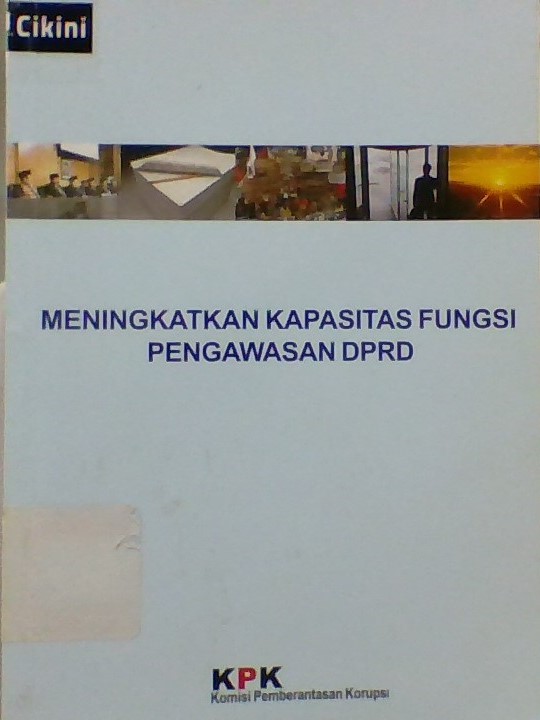 Cikini
MENINGKATKAN KAPASITAS FUNGSI
PENGAWASAN DPRD
KPK
Komisi Pemberantasan Korupsi